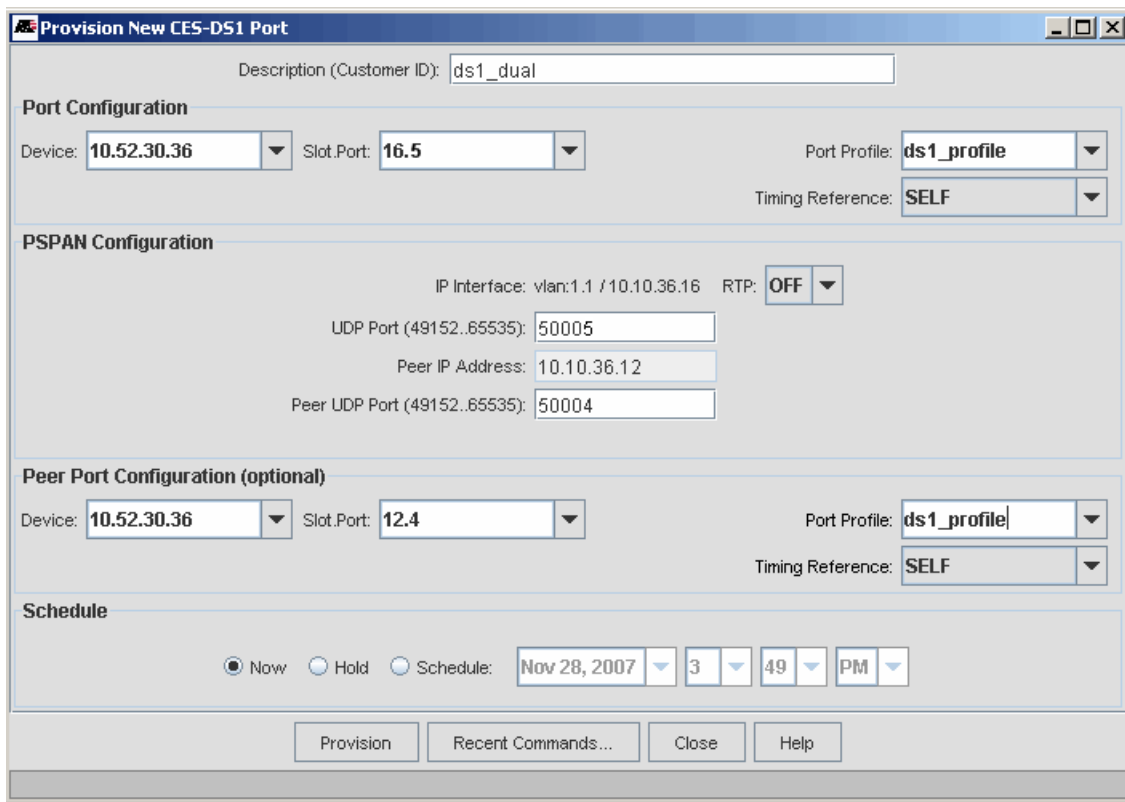 Provision New CES-DS1 Port
Description (Customer ID): ds1_dual
Port Configuration
Device: 10.52.30.36 Slot.Port: 16.5 Port Profile: ds1_profile
Timing Reference: SELF
PSPAN Configuration
IP Interface: vlan:1.1 / 10.10.36.16 RTP: OFF
UDP Port (49152..65535): 50005
Peer IP Address: 10.10.36.12
Peer UDP Port (49152..65535): 50004
Peer Port Configuration (optional)
Device: 10.52.30.36 Slot.Port: 12.4 Port Profile: ds1_profile
Timing Reference: SELF
Schedule
Now Hold Schedule: Nov 28, 2007 3 49 PM
Provision Recent Commands... Close Help